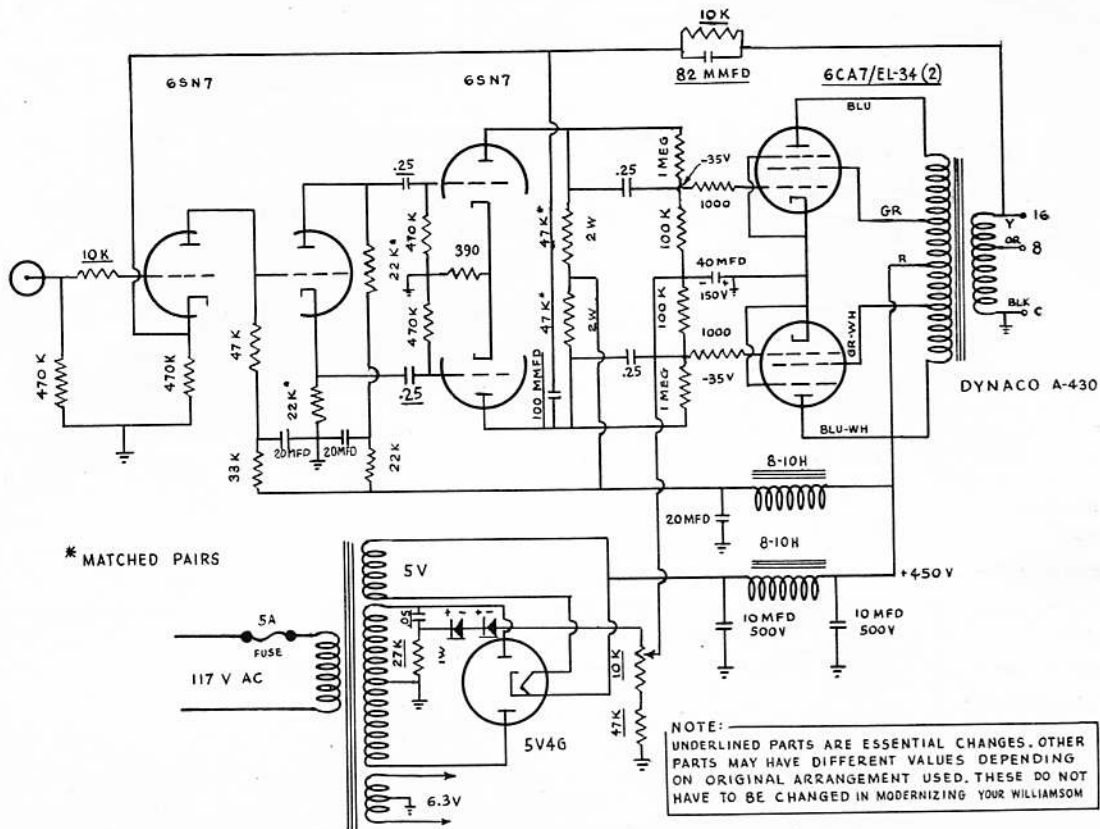 10K
82 MMFD
6SN7
6SN7
6CA7/EL-34 (2)
BLU
.25
1 MEG
-35V
.25
1000
GR
16
Y
OR
8
10K
470K
22K*
390
47K*
2W
100K
40 MFD
- +
150V
R
BLK
C
470K
47K*
2W
100K
1000
GR-WH
47K
470K
470K
.25
100 MMFD
.25
1 MEG
-35V
DYNACO A-430
22K*
BLU-WH
20MFD
20MFD
33K
22K
8-10H
20MFD
* MATCHED PAIRS
8-10H
5V
+450V
5A
FUSE
.05
+ - + -
10MFD
500V
10MFD
500V
27K
1W
10K
117 V AC
47K
5V4G
6.3V
NOTE:
UNDERLINED PARTS ARE ESSENTIAL CHANGES. OTHER
PARTS MAY HAVE DIFFERENT VALUES DEPENDING
ON ORIGINAL ARRANGEMENT USED. THESE DO NOT
HAVE TO BE CHANGED IN MODERNIZING YOUR WILLIAMSOM